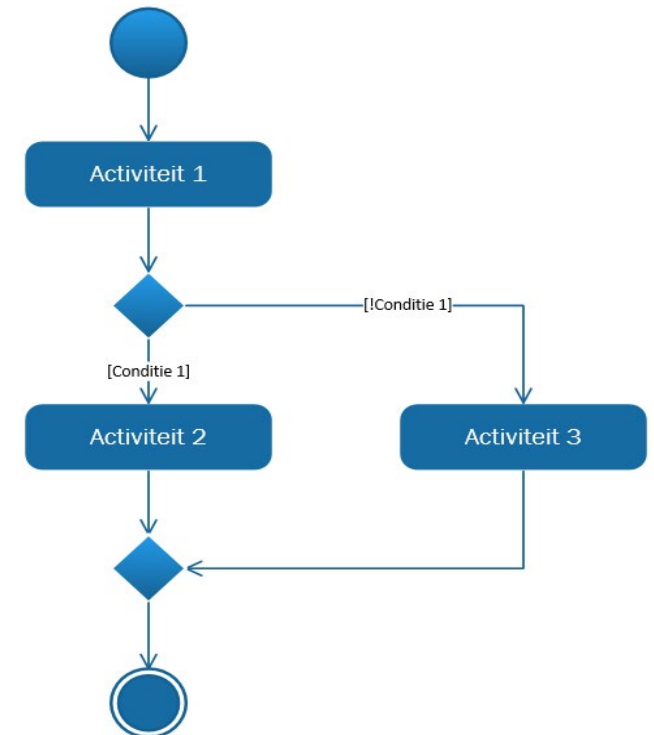 Activiteit 1
[!Conditie 1]
[Conditie 1]
Activiteit 2
Activiteit 3